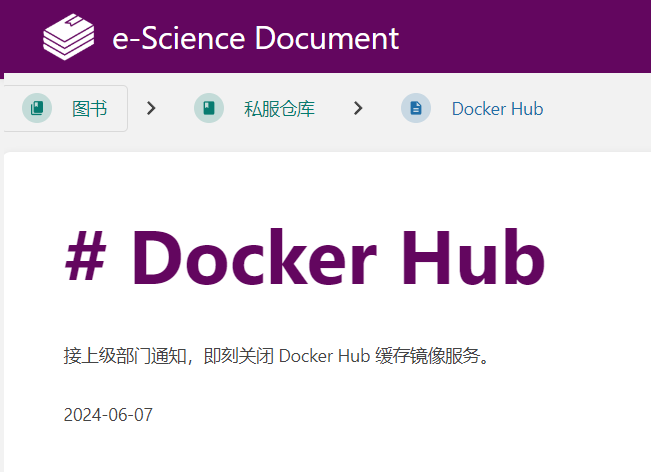 e-Science Document
图书 > 私服仓库 > Docker Hub
# Docker Hub
接上级部门通知，即刻关闭 Docker Hub 缓存镜像服务。
2024-06-07